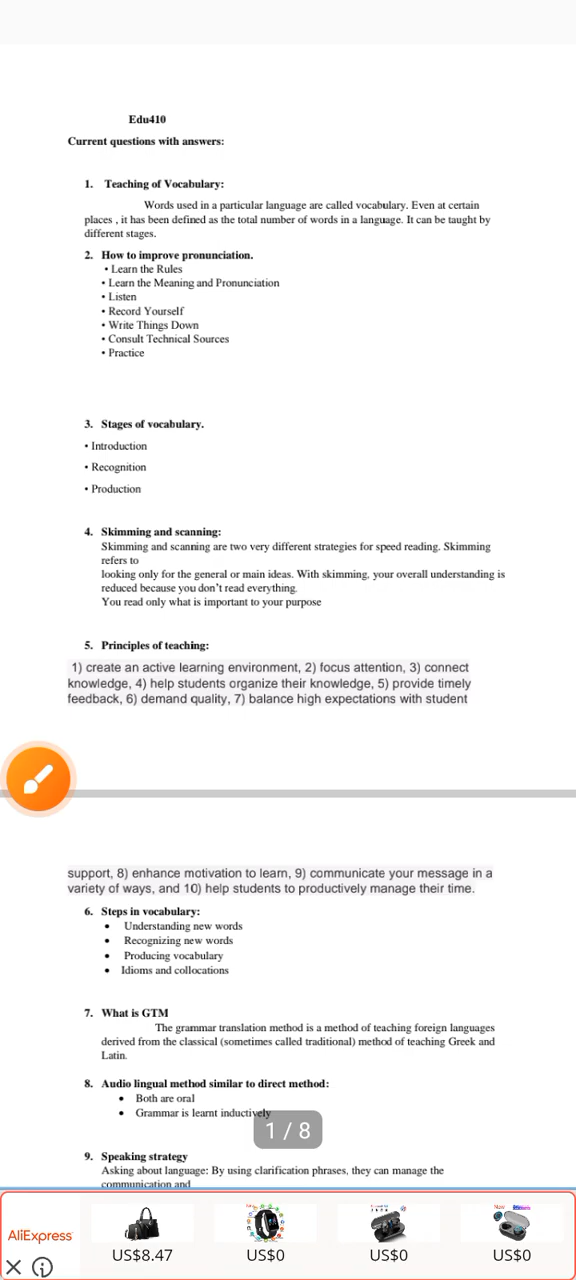 Edu410
Current questions with answers:
1. Teaching of Vocabulary:
Words used in a particular language are called vocabulary. Even at certain
places , it has been defined as the total number of words in a language. It can be taught by
different stages.
2. How to improve pronunciation.
• Learn the Rules
• Learn the Meaning and Pronunciation
• Listen
• Record Yourself
• Write Things Down
• Consult Technical Sources
• Practice
3. Stages of vocabulary.
• Introduction
• Recognition
• Production
4. Skimming and scanning:
Skimming and scanning are two very different strategies for speed reading. Skimming
refers to
looking only for the general or main ideas. With skimming, your overall understanding is
reduced because you don't read everything.
You read only what is important to your purpose
5. Principles of teaching:
1) create an active learning environment, 2) focus attention, 3) connect
knowledge, 4) help students organize their knowledge, 5) provide timely
feedback, 6) demand quality, 7) balance high expectations with student
support, 8) enhance motivation to learn, 9) communicate your message in a
variety of ways, and 10) help students to productively manage their time.
6. Steps in vocabulary:
• Understanding new words
• Recognizing new words
• Producing vocabulary
• Idioms and collocations
7. What is GTM
The grammar translation method is a method of teaching foreign languages
derived from the classical (sometimes called traditional) method of teaching Greek and
Latin.
8. Audio lingual method similar to direct method:
• Both are oral
• Grammar is learnt inductively
1 / 8
9. Speaking strategy
Asking about language: By using clarification phrases, they can manage the
communication and
AliExpress
US$8.47
US$0
US$0
US$0